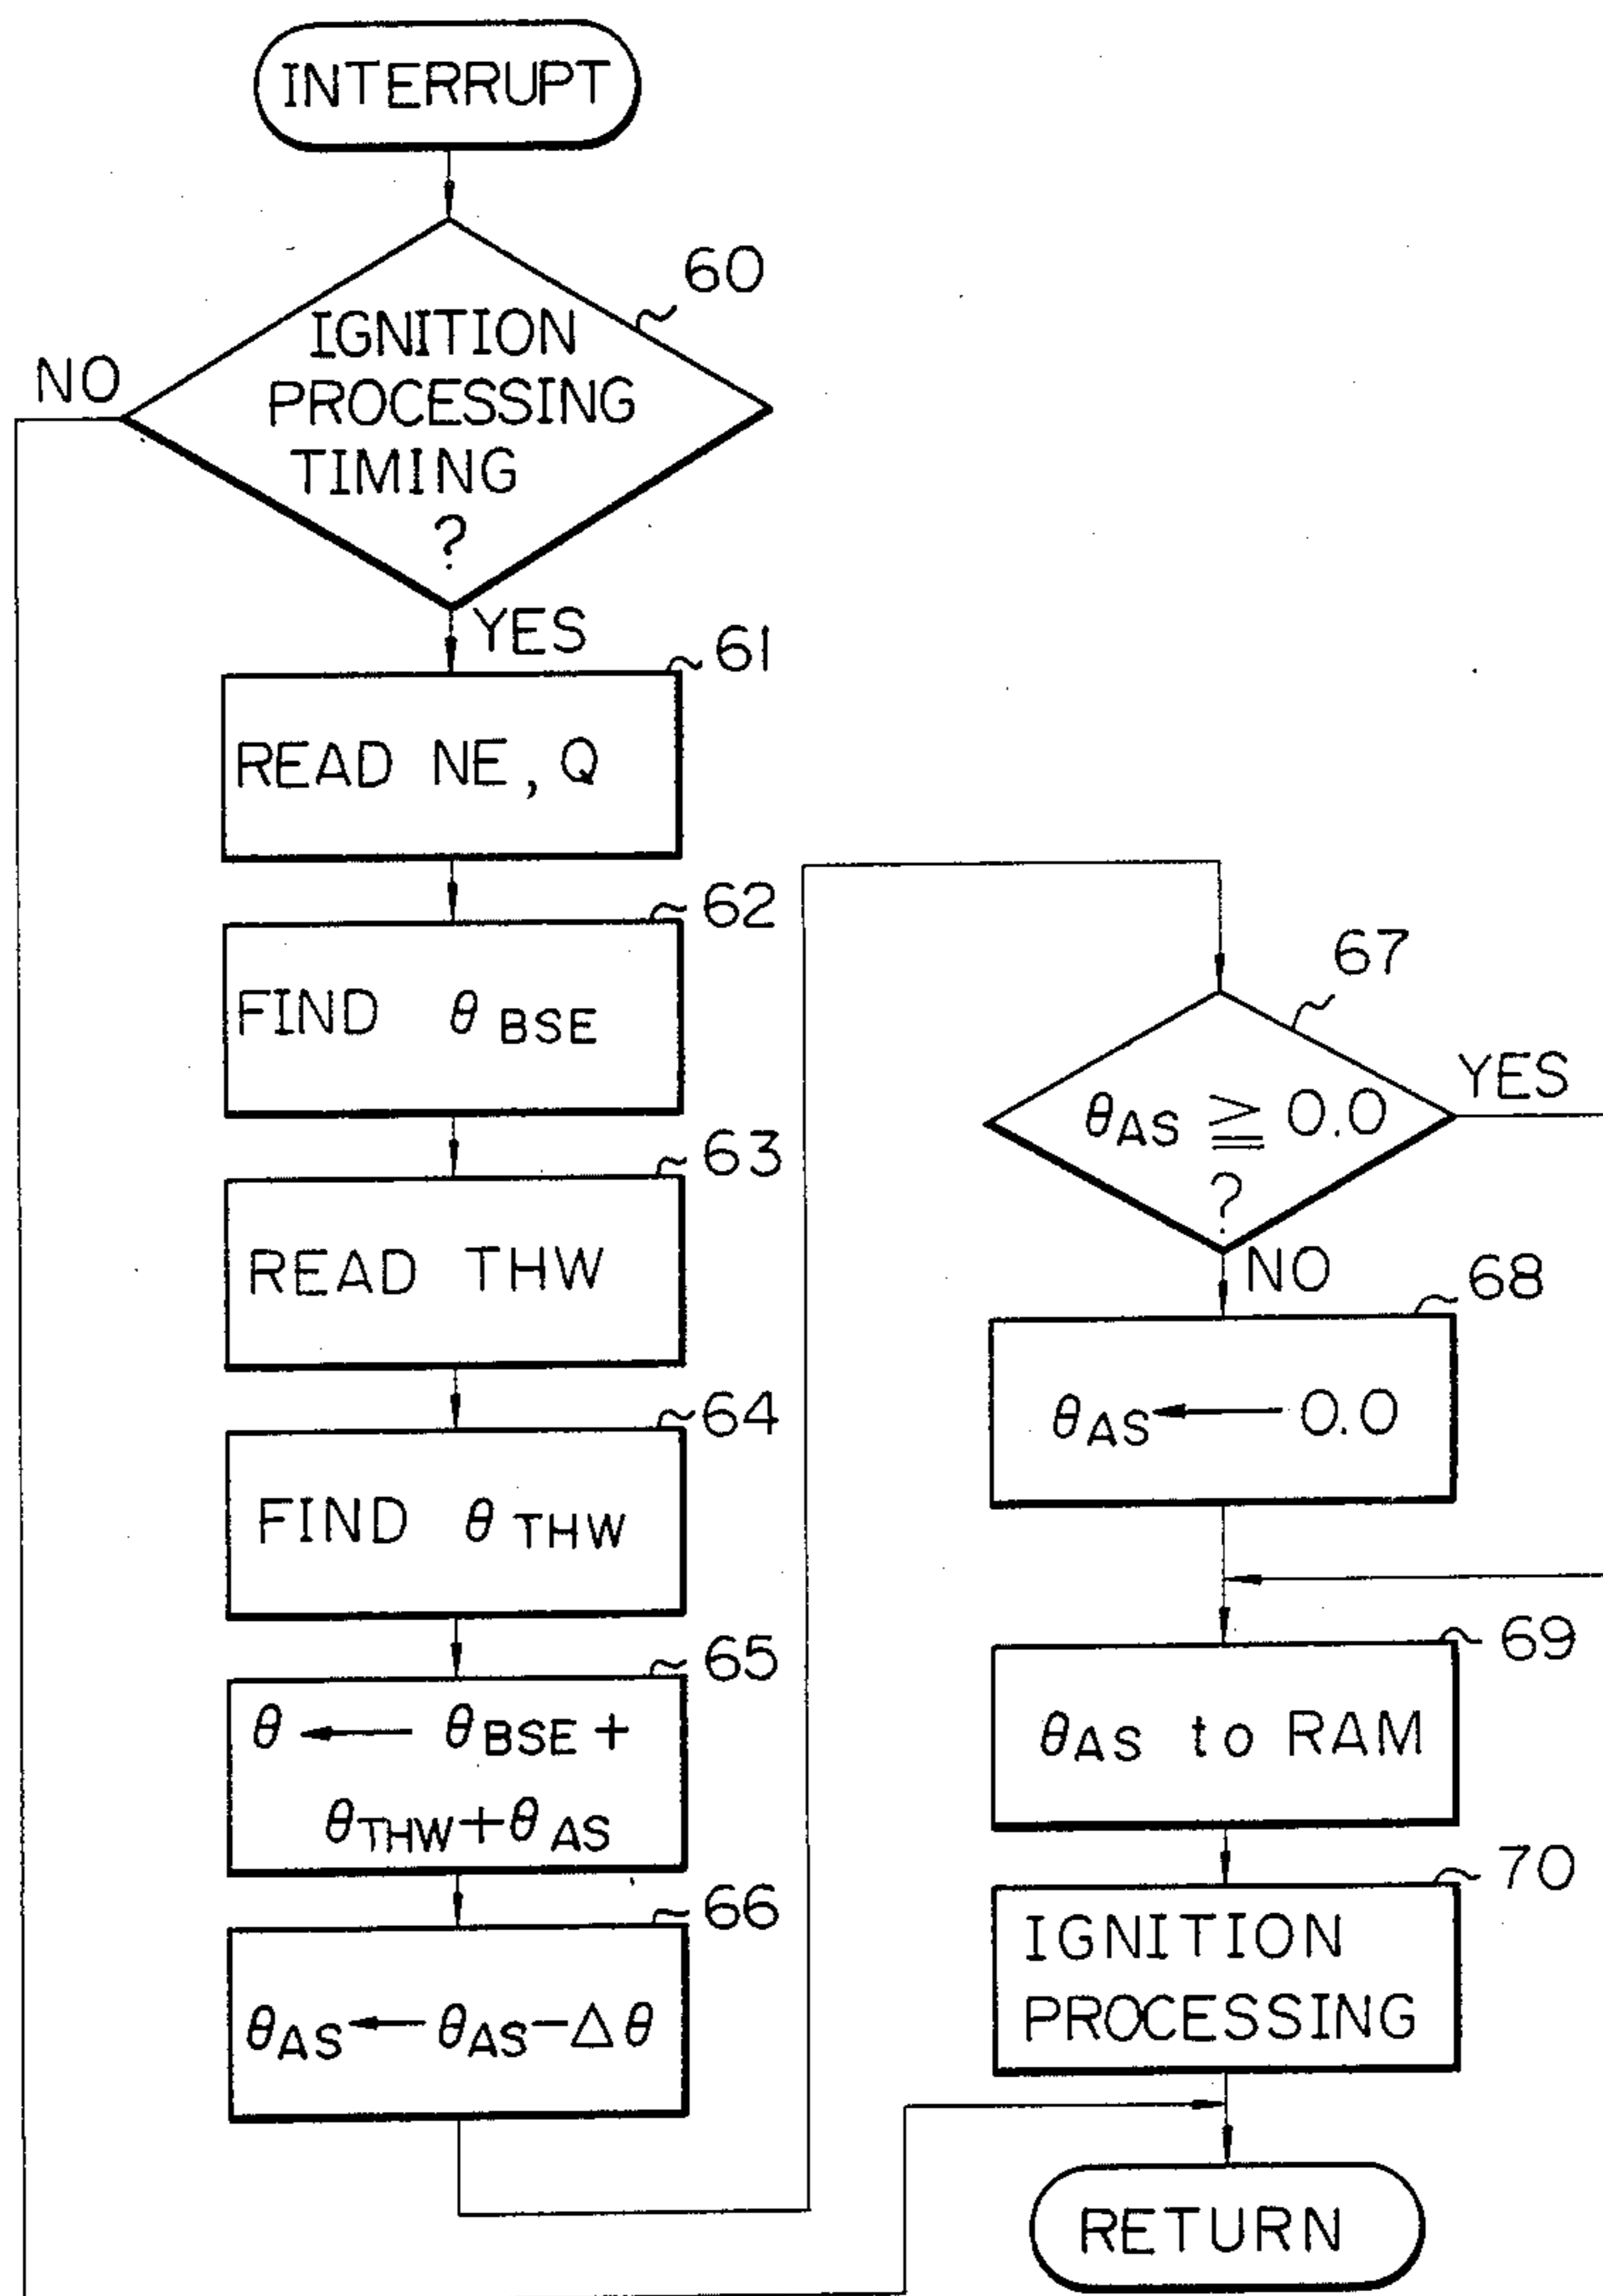 INTERRUPT
60
IGNITION
PROCESSING
TIMING
?
NO
YES
61
READ NE, Q
62
FIND θ BSE
63
READ THW
64
FIND θ THW
65
θ ← θBSE +
θTHW + θAS
66
θAS ← θAS − Δθ
67
θAS ≧ 0.0
?
YES
NO
68
θAS ← 0.0
69
θAS to RAM
70
IGNITION
PROCESSING
RETURN